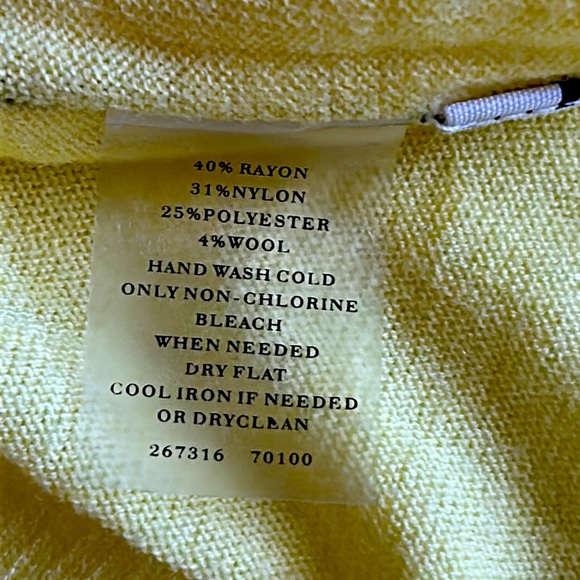 40% RAYON
31%NYLON
25%POLYESTER
4%WOOL
HAND WASH COLD
ONLY NON-CHLORINE
BLEACH
WHEN NEEDED
DRY FLAT
COOL IRON IF NEEDED
OR DRYCLEAN
267316 70100